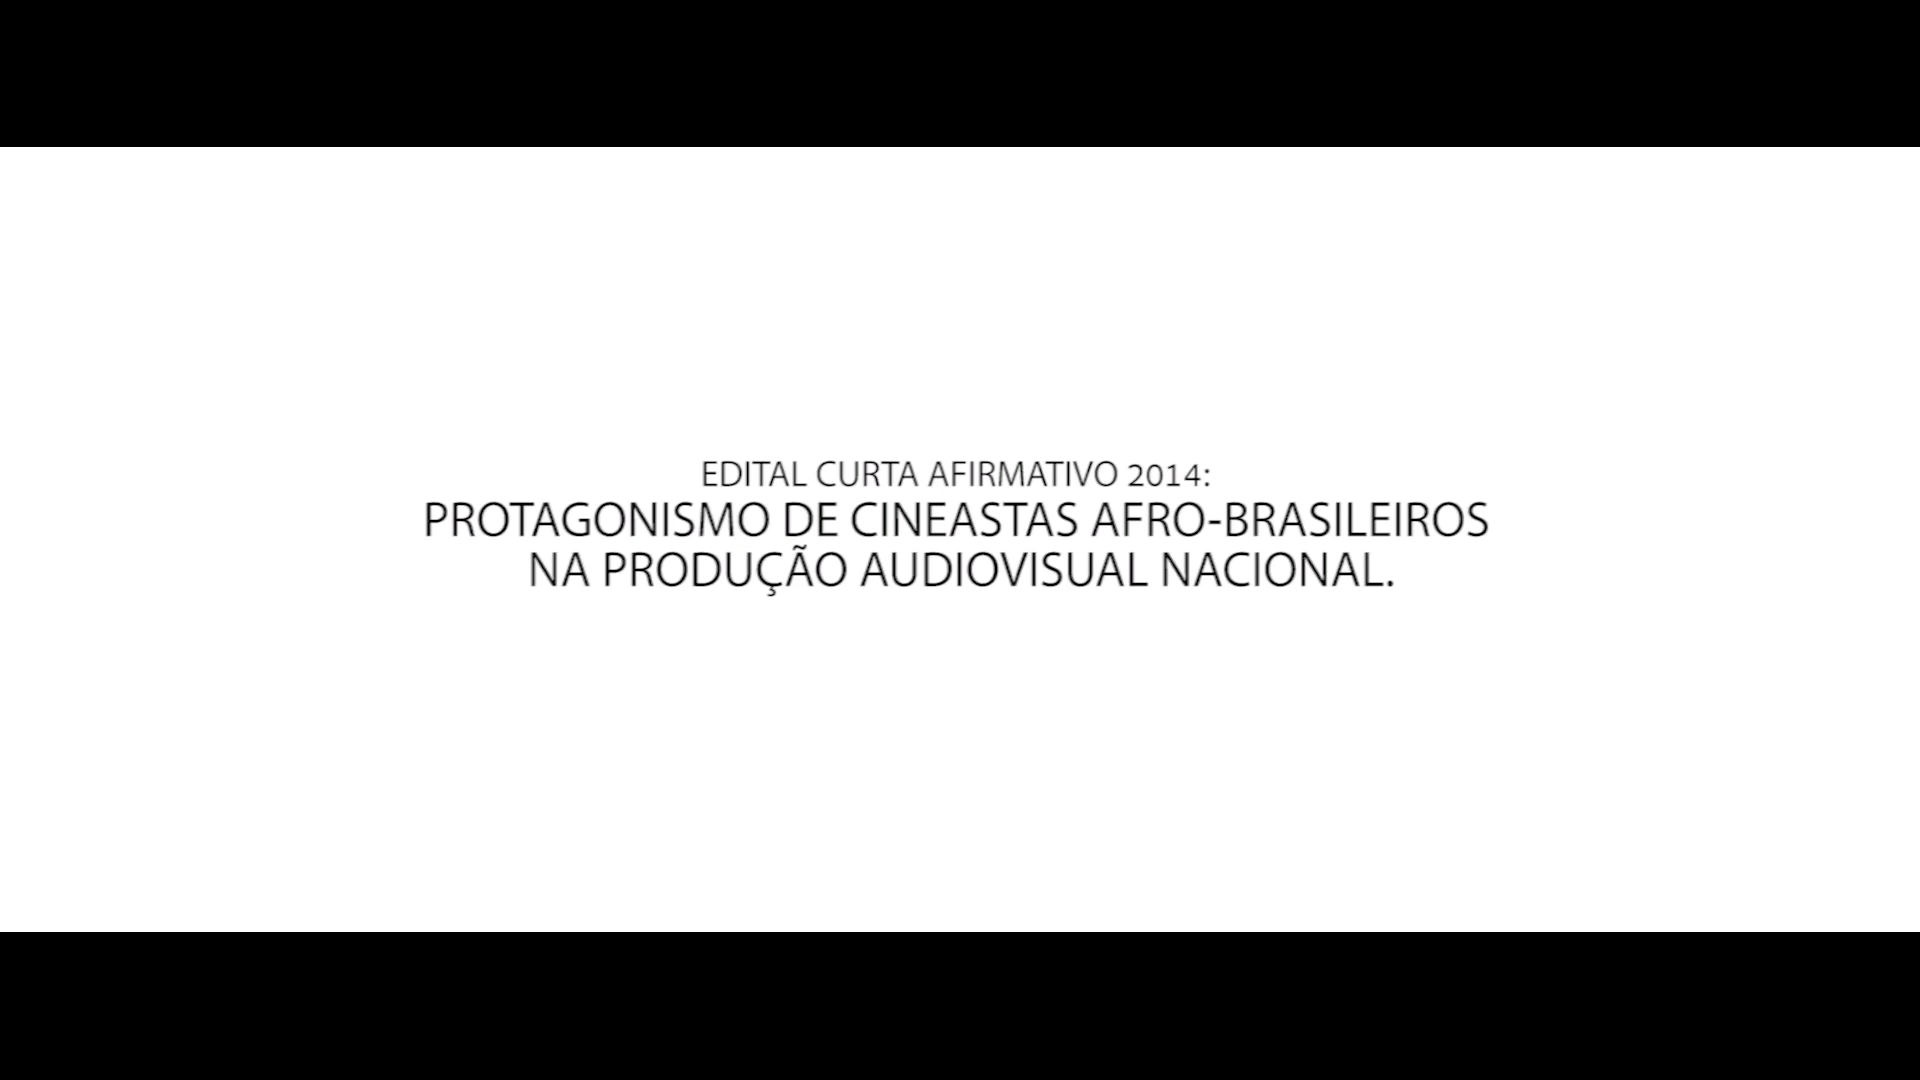 EDITAL CURTA AFIRMATIVO 2014:
PROTAGONISMO DE CINEASTAS AFRO-BRASILEIROS
NA PRODUÇÃO AUDIOVISUAL NACIONAL.